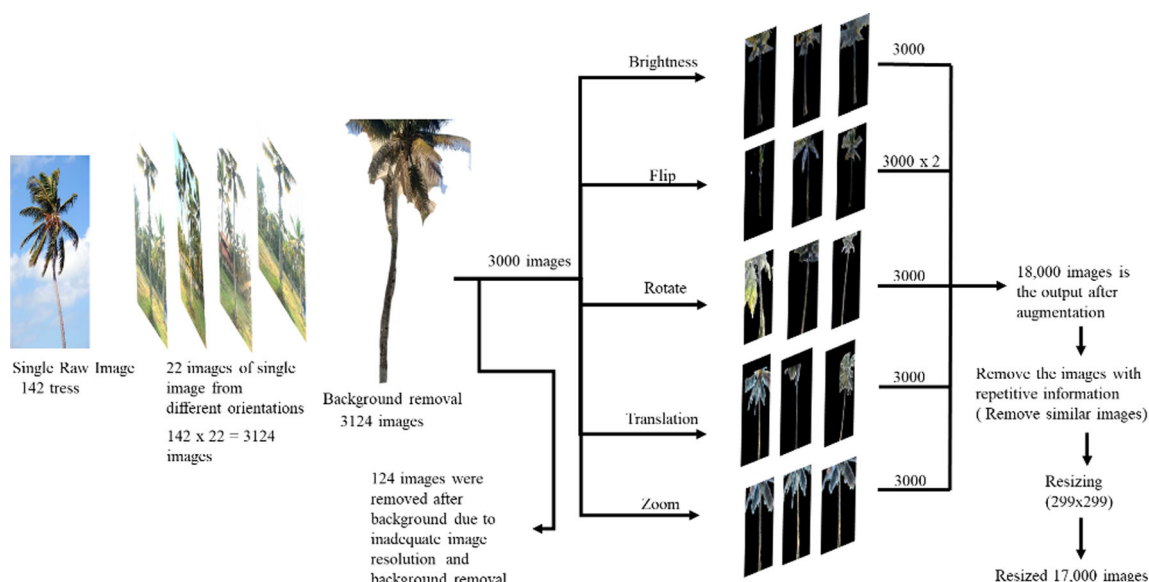 Single Raw Image
142 tress
22 images of single
image from
different orientations
142 x 22 = 3124
images
Background removal
3124 images
124 images were
removed after
background due to
inadequate image
resolution and
background removal
3000 images
Brightness
Flip
Rotate
Translation
Zoom
3000
3000 x 2
3000
3000
3000
18,000 images is
the output after
augmentation
Remove the images with
repetitive information
( Remove similar images)
Resizing
(299x299)
Resized 17,000 images